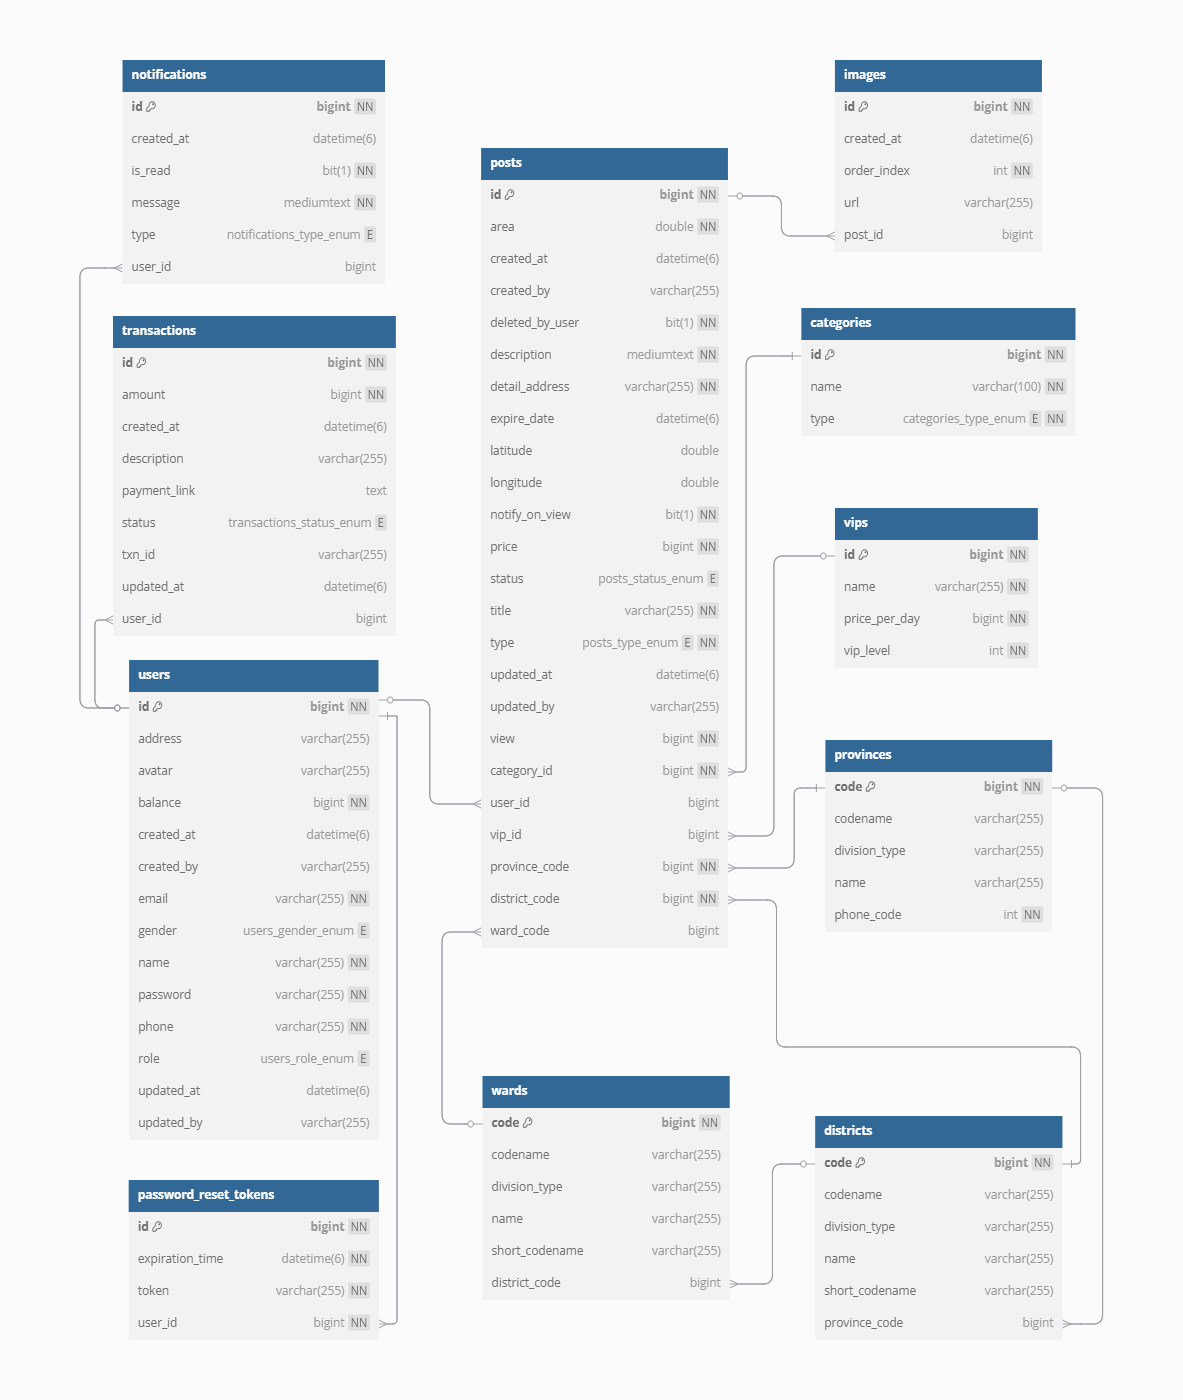 notifications
id bigint NN
created_at datetime(6)
is_read bit(1) NN
message mediumtext NN
type notifications_type_enum E
user_id bigint
transactions
id bigint NN
amount bigint NN
created_at datetime(6)
description varchar(255)
payment_link text
status transactions_status_enum E
txn_id varchar(255)
updated_at datetime(6)
user_id bigint
users
id bigint NN
address varchar(255)
avatar varchar(255)
balance bigint NN
created_at datetime(6)
created_by varchar(255)
email varchar(255) NN
gender users_gender_enum E
name varchar(255) NN
password varchar(255) NN
phone varchar(255) NN
role users_role_enum E
updated_at datetime(6)
updated_by varchar(255)
password_reset_tokens
id bigint NN
expiration_time datetime(6) NN
token varchar(255) NN
user_id bigint NN
posts
id bigint NN
area double NN
created_at datetime(6)
created_by varchar(255)
deleted_by_user bit(1) NN
description mediumtext NN
detail_address varchar(255) NN
expire_date datetime(6)
latitude double
longitude double
notify_on_view bit(1) NN
price bigint NN
status posts_status_enum E
title varchar(255) NN
type posts_type_enum E NN
updated_at datetime(6)
updated_by varchar(255)
view bigint NN
category_id bigint NN
user_id bigint
vip_id bigint
province_code bigint NN
district_code bigint NN
ward_code bigint
wards
code bigint NN
codename varchar(255)
division_type varchar(255)
name varchar(255)
short_codename varchar(255)
district_code bigint
images
id bigint NN
created_at datetime(6)
order_index int NN
url varchar(255)
post_id bigint
categories
id bigint NN
name varchar(100) NN
type categories_type_enum E NN
vips
id bigint NN
name varchar(255) NN
price_per_day bigint NN
vip_level int NN
provinces
code bigint NN
codename varchar(255)
division_type varchar(255)
name varchar(255)
phone_code int NN
districts
code bigint NN
codename varchar(255)
division_type varchar(255)
name varchar(255)
short_codename varchar(255)
province_code bigint